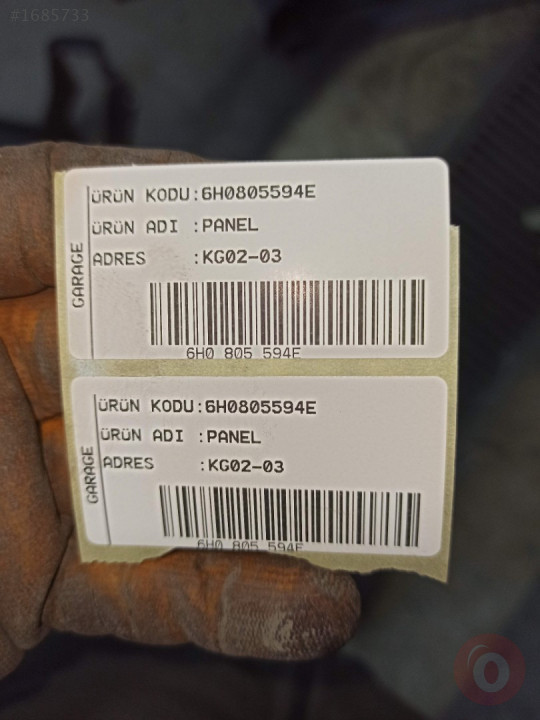 #1685733
GARAGE
ÜRÜN KODU:6H0805594E
ÜRÜN ADI :PANEL
ADRES :KG02-03
6H0 805 594E
GARAGE
ÜRÜN KODU:6H0805594E
ÜRÜN ADI :PANEL
ADRES :KG02-03
6H0 805 594E